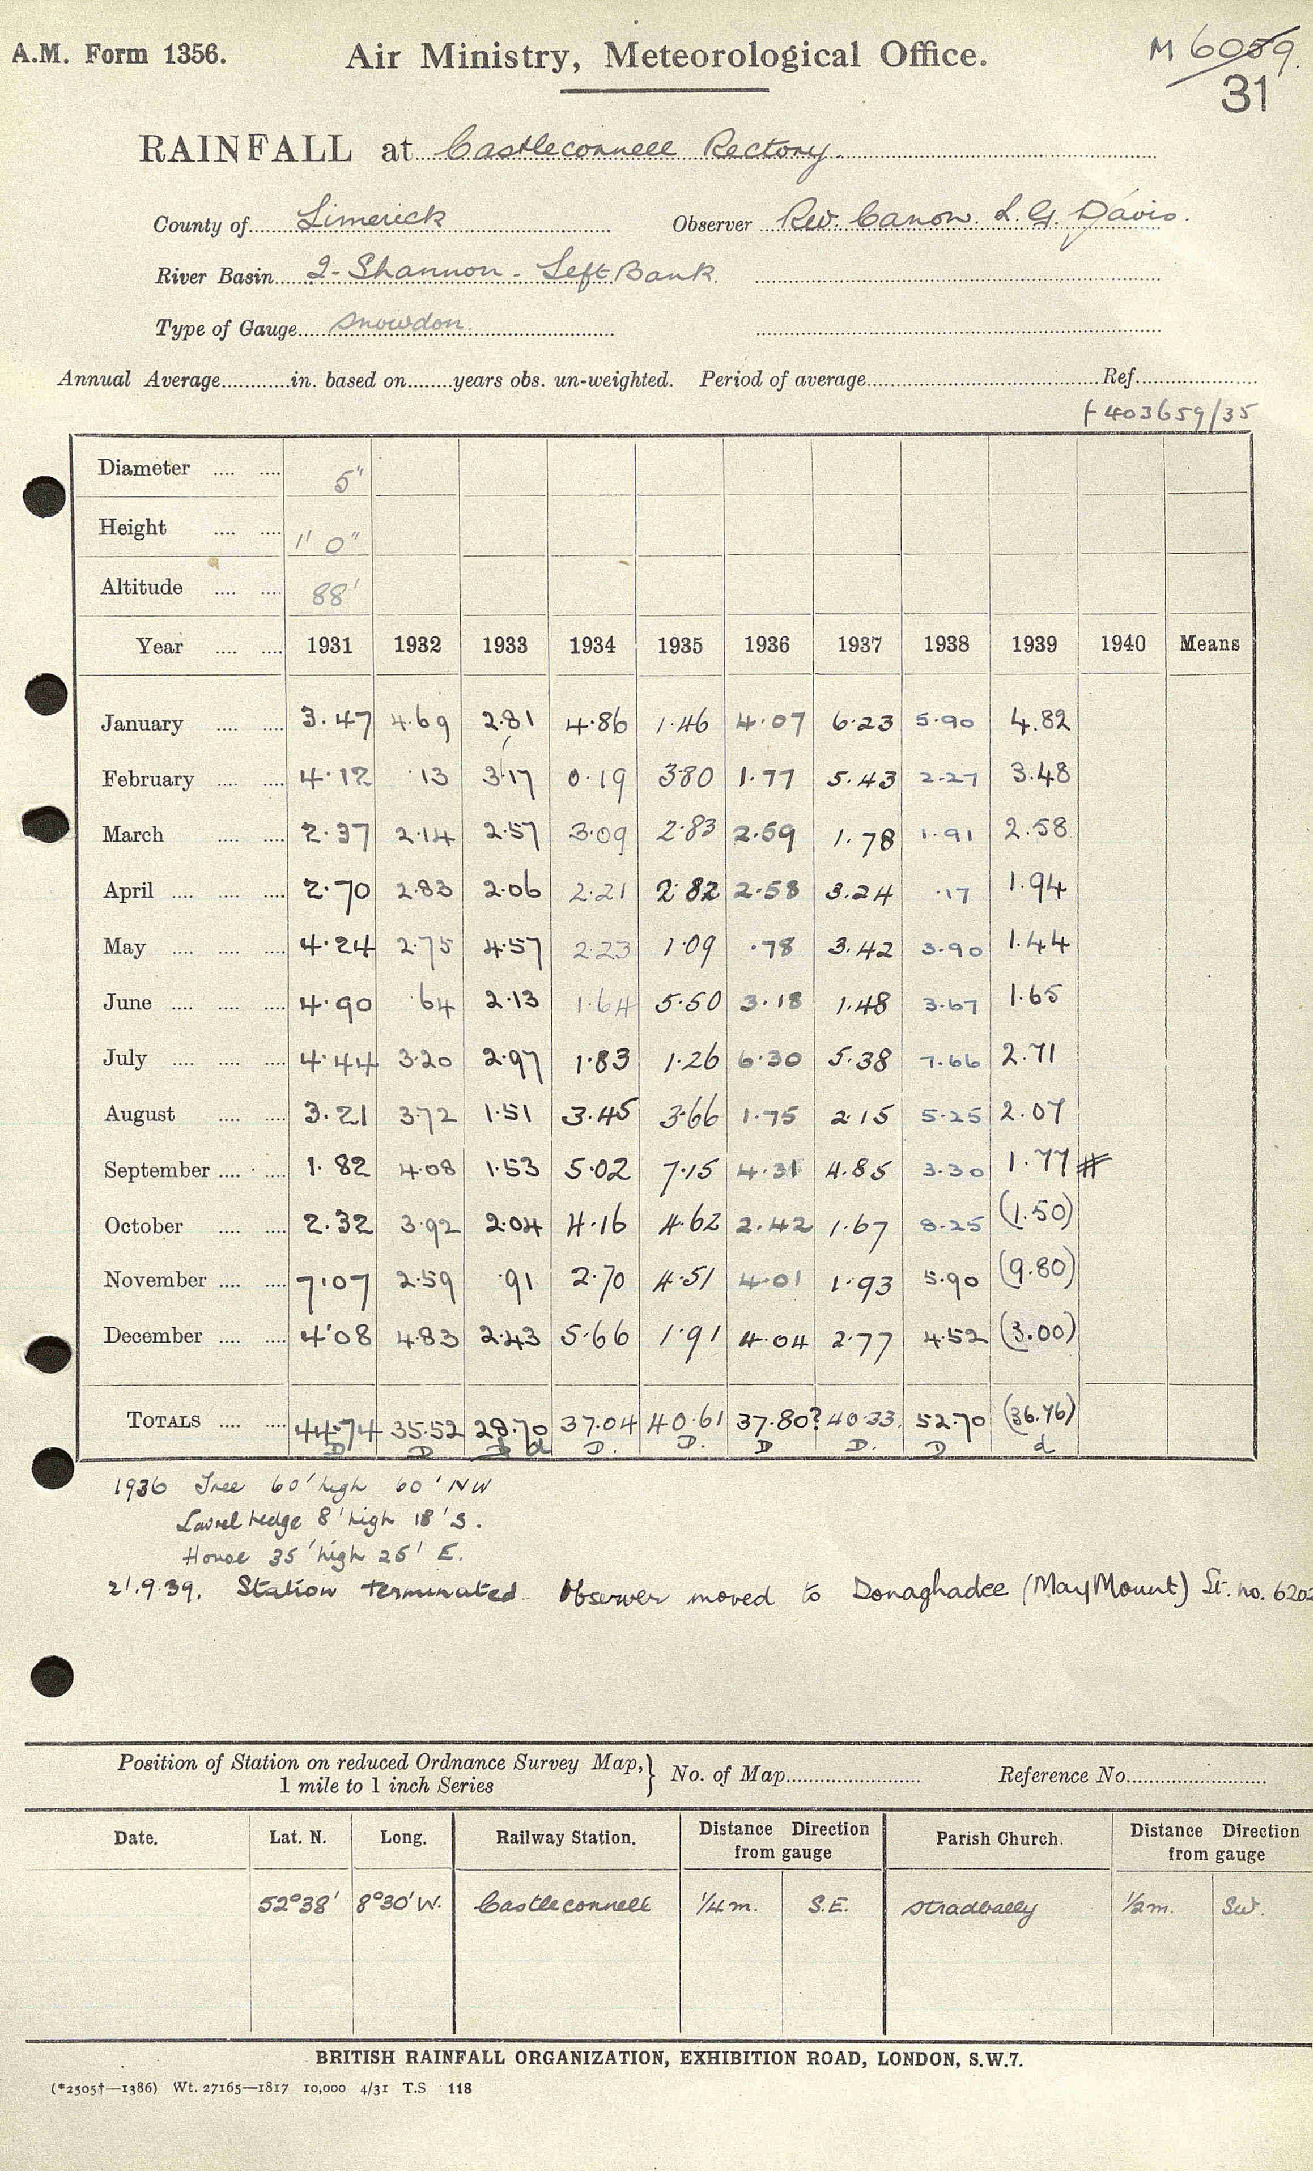 A.M. Form 1356.
Air Ministry, Meteorological Office.
M 6059.
31
RAINFALL at Castleconnell Rectory.
County of Limerick Observer Rev. Canon L. G. Davis.
River Basin 2 - Shannon - Left Bank
Type of Gauge Snowdon
Annual Average............in. based on........years obs. un-weighted. Period of average................Ref................
f 403659/35
Diameter .... .... 5"
Height .... .... 1' 0"
Altitude .... .... 88'
Year .... .... 1931 1932 1933 1934 1935 1936 1937 1938 1939 1940 Means
January .... .... 3.47 4.69 2.81 4.86 1.46 4.07 6.23 5.90 4.82
February .... .... 4.12 .13 3.17 0.19 3.80 1.77 5.43 2.27 3.48
March .... .... 2.37 2.14 2.57 3.09 2.83 2.59 1.78 1.91 2.58
April .... .... .... 2.70 2.83 2.06 2.21 2.82 2.58 3.24 .17 1.94
May .... .... .... 4.24 2.75 4.57 2.23 1.09 .78 3.42 3.90 1.44
June .... .... .... 4.90 .64 2.13 1.64 5.50 3.18 1.48 3.67 1.65
July .... .... .... 4.44 3.20 2.97 1.83 1.26 6.30 5.38 7.66 2.71
August .... .... 3.21 3.72 1.51 3.45 3.66 1.75 2.15 5.25 2.07
September .... .... 1.82 4.08 1.53 5.02 7.15 4.31 4.85 3.30 1.77 #
October .... .... 2.32 3.92 2.04 4.16 4.62 2.42 1.67 8.25 (1.50)
November .... .... 7.07 2.59 .91 2.70 4.51 4.01 1.93 5.90 (9.80)
December .... .... 4.08 4.83 2.43 5.66 1.91 4.04 2.77 4.52 (3.00)
TOTALS .... .... 44.74 35.52 28.70 37.04 40.61 37.80? 40.33 52.70 (36.76)
D D D d D. D. D D. D d
1936 Tree 60' high 60' NW
Laurel hedge 8' high 18' S.
House 35' high 25' E.
21.9.39. Station terminated. Observer moved to Donaghadee (May Mount) St. no. 6202
Position of Station on reduced Ordnance Survey Map, } No. of Map........................ Reference No........................
1 mile to 1 inch Series
Date. Lat. N. Long. Railway Station. Distance Direction from gauge Parish Church. Distance Direction from gauge
52°38' 8°30'W. Castleconnell 1/4 m. S.E. Stradbally 1/2 m. SW.
BRITISH RAINFALL ORGANIZATION, EXHIBITION ROAD, LONDON, S.W.7.
(*2505†—1386) Wt. 27165—1817 10,000 4/31 T.S 118